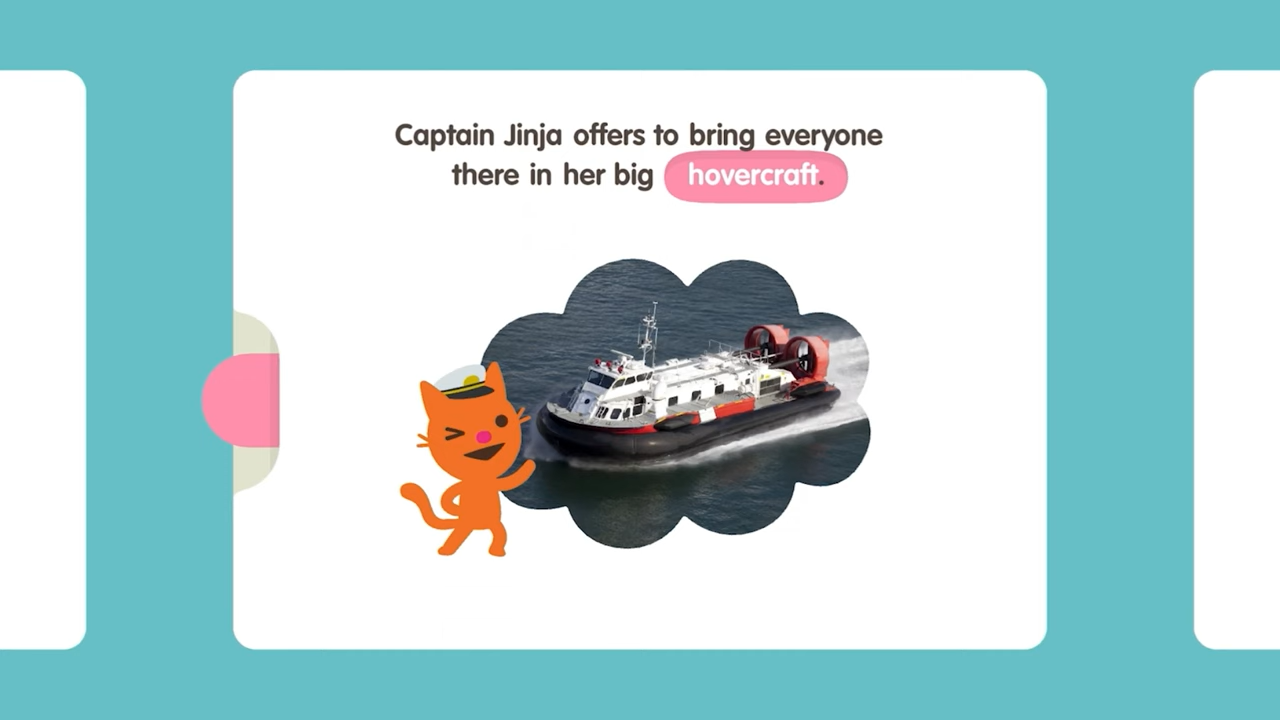 Captain Jinja offers to bring everyone
there in her big hovercraft.